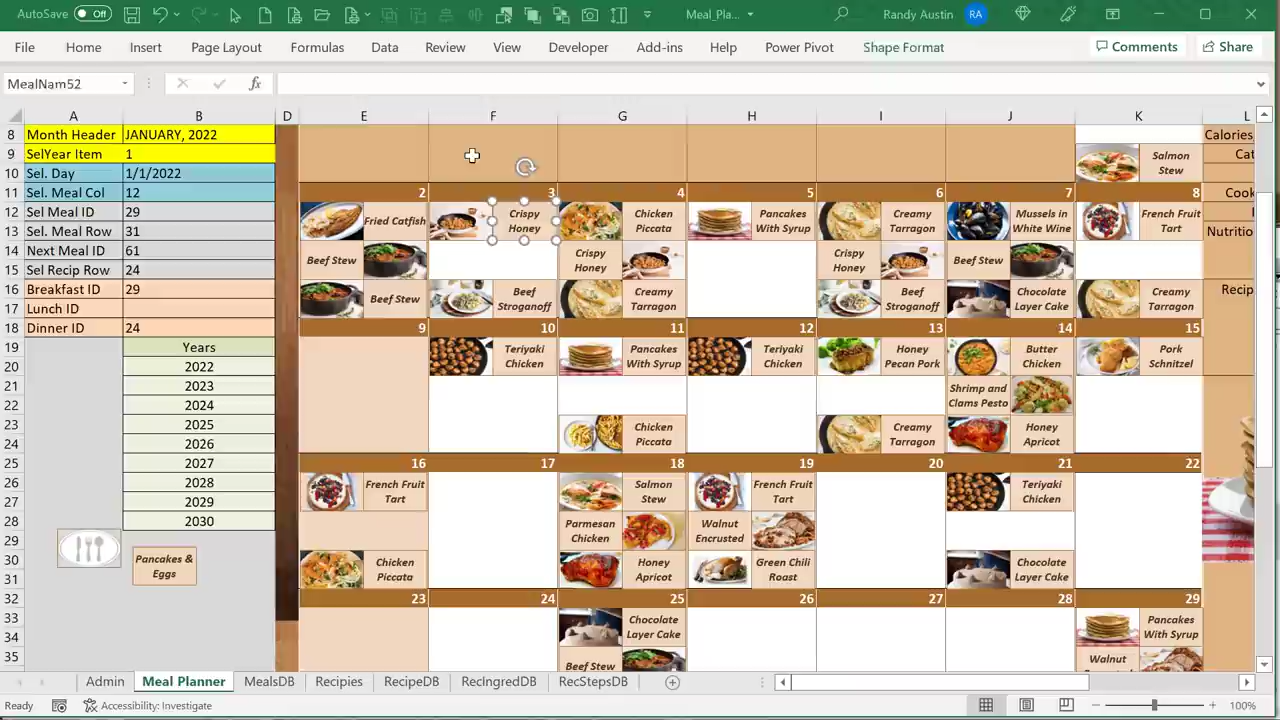 AutoSave Off Meal_Pla... Randy Austin RA
File Home Insert Page Layout Formulas Data Review View Developer Add-ins Help Power Pivot Shape Format Comments Share
MealNam52 fx
A B D E F G H I J K L
8 Month Header JANUARY, 2022 Calories
9 SelYear Item 1 Salmon Stew Cat
10 Sel. Day 1/1/2022
11 Sel. Meal Col 12 2 3 4 5 6 7 8 Cook
12 Sel Meal ID 29
13 Sel. Meal Row 31
Fried Catfish Crispy Honey Chicken Piccata Pancakes With Syrup Creamy Tarragon Mussels in White Wine French Fruit Tart
Nutritio
14 Next Meal ID 61
15 Sel Recip Row 24
Beef Stew Crispy Honey Crispy Honey Beef Stew
16 Breakfast ID 29 Recip
17 Lunch ID
Beef Stew Beef Stroganoff Creamy Tarragon Beef Stroganoff Chocolate Layer Cake Creamy Tarragon
18 Dinner ID 24 9 10 11 12 13 14 15
19 Years
20 2022
Teriyaki Chicken Pancakes With Syrup Teriyaki Chicken Honey Pecan Pork Butter Chicken Pork Schnitzel
21 2023
22 2024
Shrimp and Clams Pesto
23 2025
24 2026
Chicken Piccata Creamy Tarragon Honey Apricot
25 2027 16 17 18 19 20 21 22
26 2028
27 2029
French Fruit Tart Salmon Stew French Fruit Tart Teriyaki Chicken
28 2030
29
Parmesan Chicken Walnut Encrusted
30
31
Pancakes & Eggs Chicken Piccata Honey Apricot Green Chili Roast Chocolate Layer Cake
32 23 24 25 26 27 28 29
33
34
Chocolate Layer Cake Pancakes With Syrup
35 Beef Stew Walnut
Admin Meal Planner MealsDB Recipies RecipeDB RecIngredDB RecStepsDB
Ready Accessibility: Investigate 100%